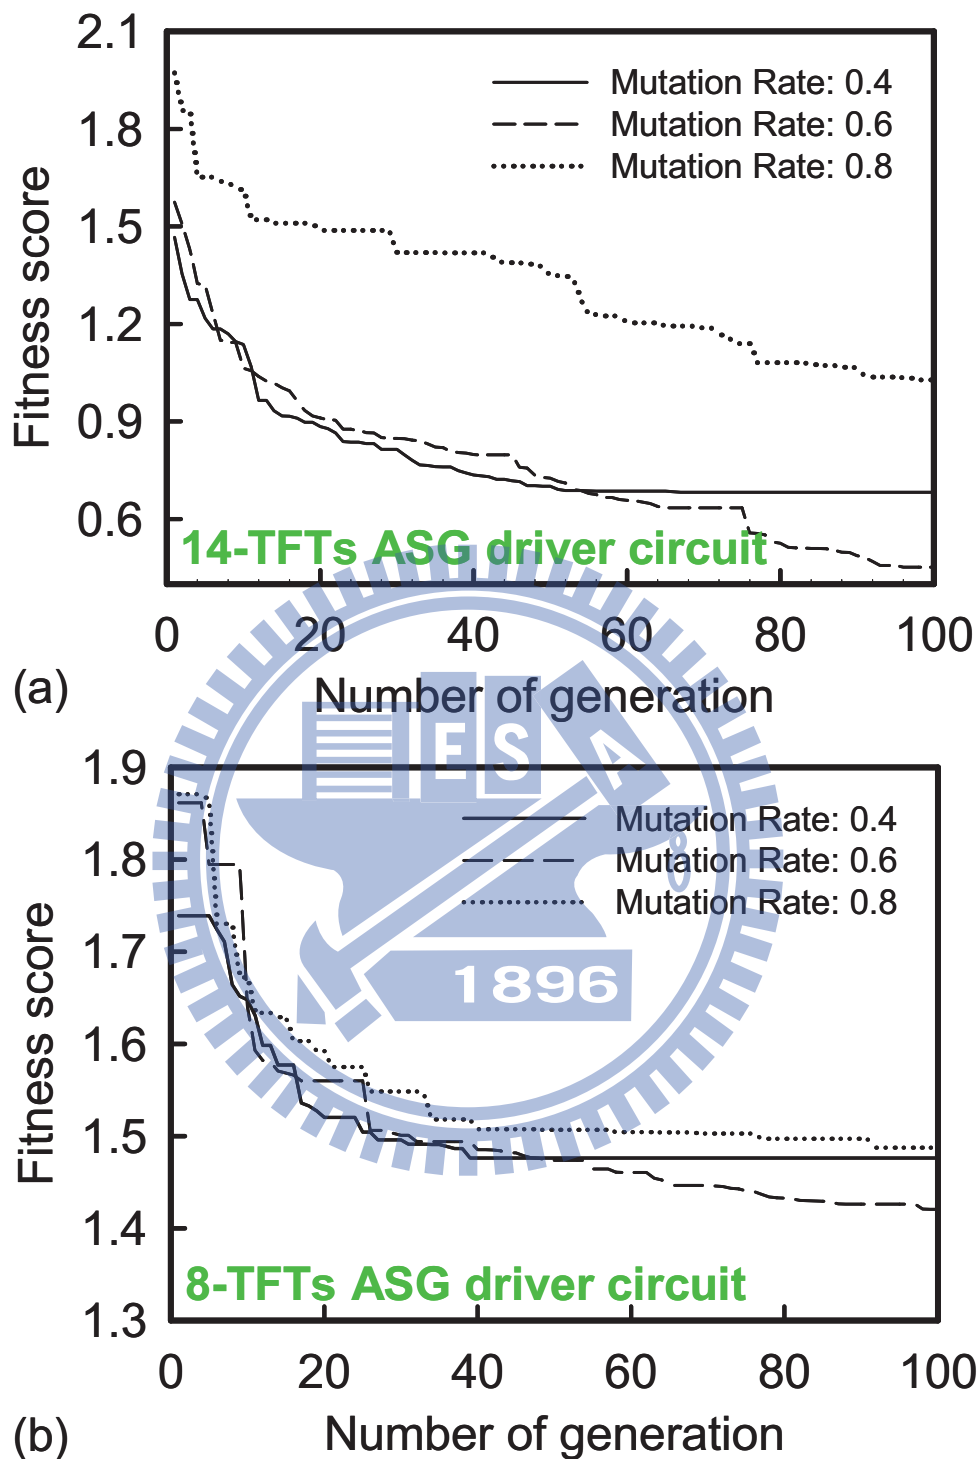 2.1
1.8
1.5
1.2
0.9
0.6
Fitness score
Mutation Rate: 0.4
Mutation Rate: 0.6
Mutation Rate: 0.8
14-TFTs ASG driver circuit
0 20 40 60 80 100
(a)
Number of generation
E S A
1896
1.9
1.8
1.7
1.6
1.5
1.4
1.3
Fitness score
Mutation Rate: 0.4
Mutation Rate: 0.6
Mutation Rate: 0.8
8-TFTs ASG driver circuit
0 20 40 60 80 100
(b)
Number of generation